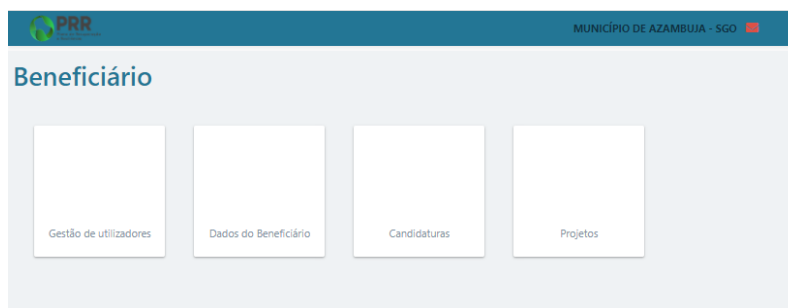 PRR
MUNICÍPIO DE AZAMBUJA - SGO
Beneficiário
Gestão de utilizadores
Dados do Beneficiário
Candidaturas
Projetos